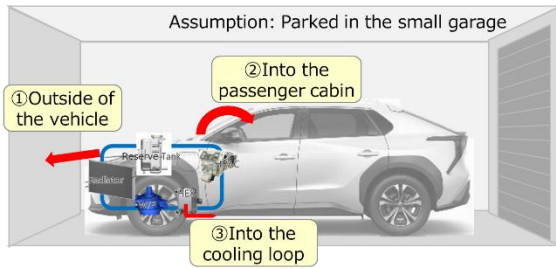 Assumption: Parked in the small garage
②Into the
passenger cabin
①Outside of
the vehicle
Reserve Tank
Radiator
W/P
③Into the
cooling loop